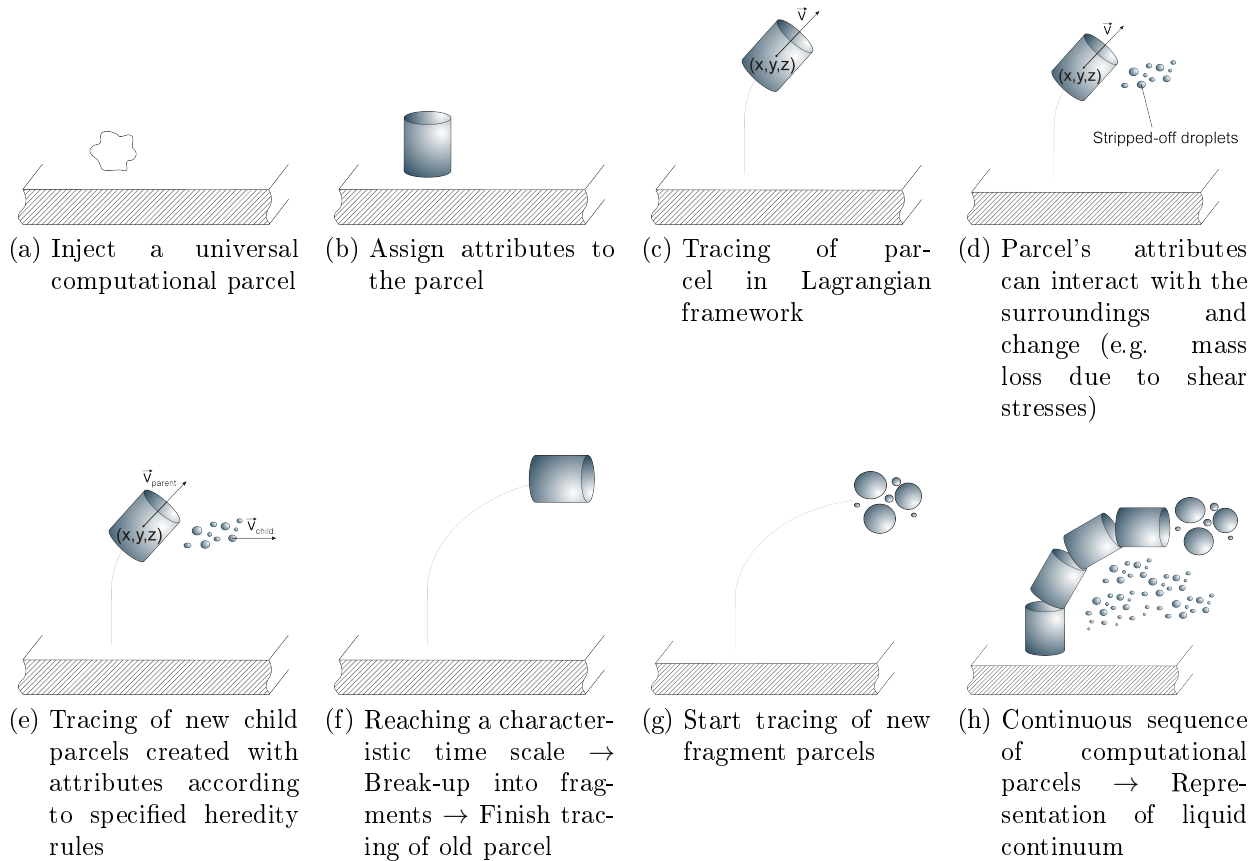 v⃗
(x,y,z)
v⃗
(x,y,z)
Stripped-off droplets
(a) Inject a universal
computational parcel
(b) Assign attributes to
the parcel
(c) Tracing of par-
cel in Lagrangian
framework
(d) Parcel's attributes
can interact with the
surroundings and
change (e.g. mass
loss due to shear
stresses)
v⃗parent
(x,y,z)
v⃗child
(e) Tracing of new child
parcels created with
attributes according
to specified heredity
rules
(f) Reaching a character-
istic time scale →
Break-up into frag-
ments → Finish trac-
ing of old parcel
(g) Start tracing of new
fragment parcels
(h) Continuous sequence
of computational
parcels → Repre-
sentation of liquid
continuum